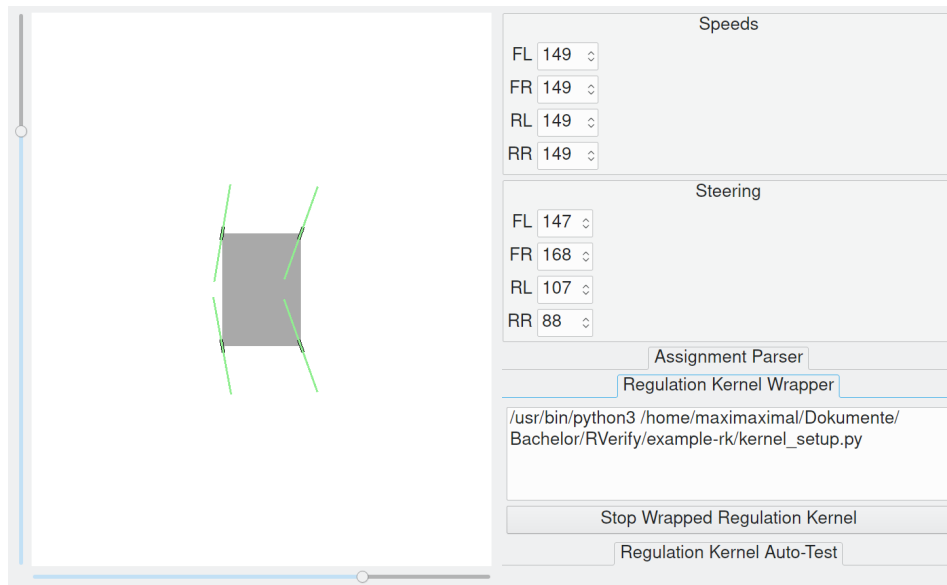 Speeds
FL 149
FR 149
RL 149
RR 149
Steering
FL 147
FR 168
RL 107
RR 88
Assignment Parser
Regulation Kernel Wrapper
/usr/bin/python3 /home/maximaximal/Dokumente/
Bachelor/RVerify/example-rk/kernel_setup.py
Stop Wrapped Regulation Kernel
Regulation Kernel Auto-Test